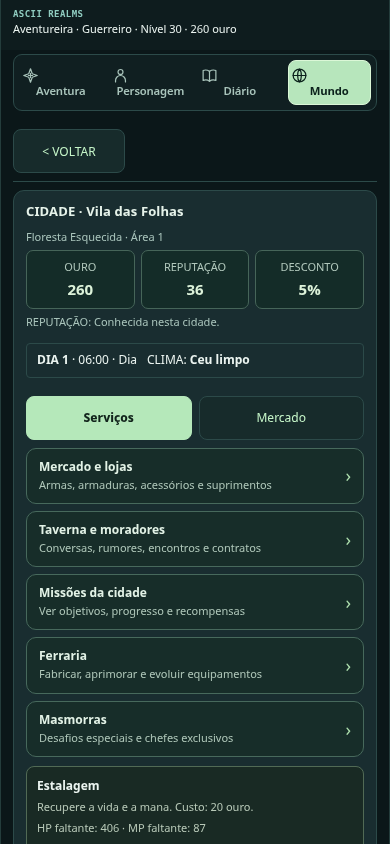 ASCII REALMS
Aventureira · Guerreiro · Nível 30 · 260 ouro
Aventura
Personagem
Diário
Mundo
< VOLTAR
CIDADE · Vila das Folhas
Floresta Esquecida · Área 1
OURO
260
REPUTAÇÃO
36
DESCONTO
5%
REPUTAÇÃO: Conhecida nesta cidade.
DIA 1 · 06:00 · Dia CLIMA: Ceu limpo
Serviços
Mercado
Mercado e lojas
Armas, armaduras, acessórios e suprimentos
Taverna e moradores
Conversas, rumores, encontros e contratos
Missões da cidade
Ver objetivos, progresso e recompensas
Ferraria
Fabricar, aprimorar e evoluir equipamentos
Masmorras
Desafios especiais e chefes exclusivos
Estalagem
Recupere a vida e a mana. Custo: 20 ouro.
HP faltante: 406 · MP faltante: 87